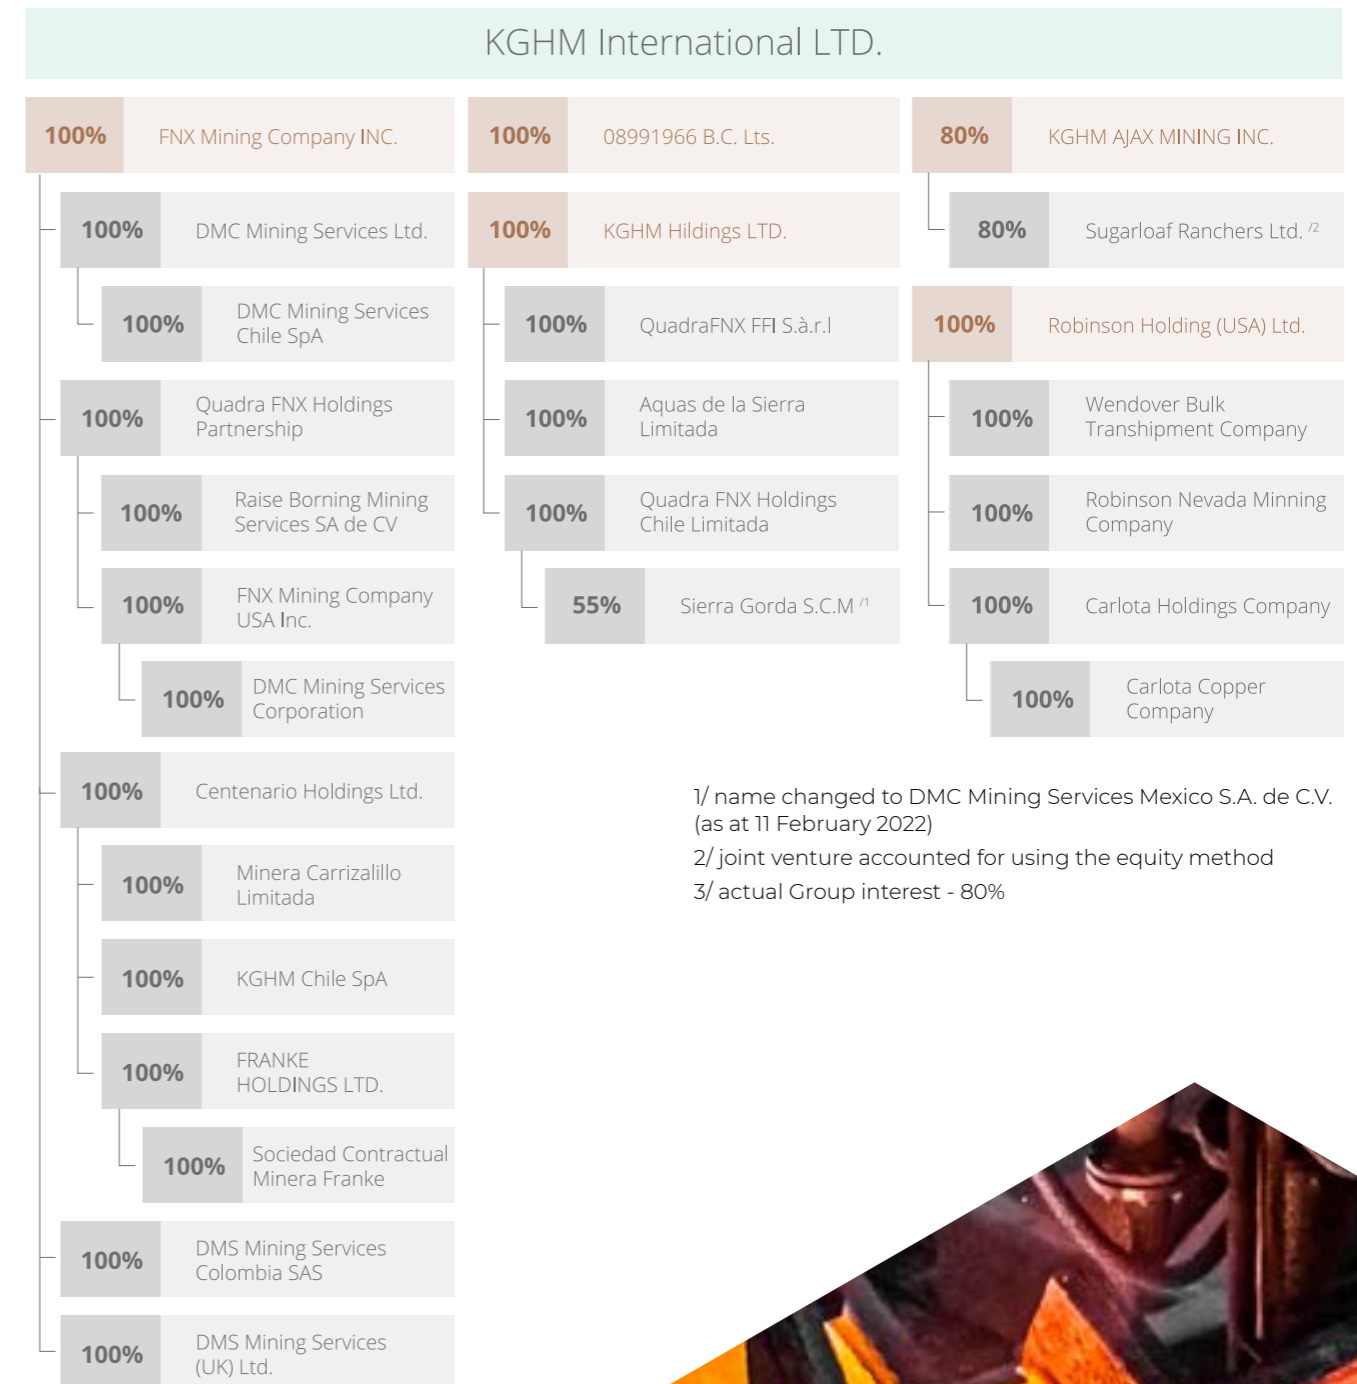 KGHM International LTD.
100% FNX Mining Company INC.
100% DMC Mining Services Ltd.
100% DMC Mining Services
Chile SpA
100% Quadra FNX Holdings
Partnership
100% Raise Borning Mining
Services SA de CV
100% FNX Mining Company
USA Inc.
100% DMC Mining Services
Corporation
100% Centenario Holdings Ltd.
100% Minera Carrizalillo
Limitada
100% KGHM Chile SpA
100% FRANKE
HOLDINGS LTD.
100% Sociedad Contractual
Minera Franke
100% DMS Mining Services
Colombia SAS
100% DMS Mining Services
(UK) Ltd.
100% 08991966 B.C. Lts.
100% KGHM Hildings LTD.
100% QuadraFNX FFI S.à.r.l
100% Aquas de la Sierra
Limitada
100% Quadra FNX Holdings
Chile Limitada
55% Sierra Gorda S.C.M /1
80% KGHM AJAX MINING INC.
80% Sugarloaf Ranchers Ltd. /2
100% Robinson Holding (USA) Ltd.
100% Wendover Bulk
Transhipment Company
100% Robinson Nevada Minning
Company
100% Carlota Holdings Company
100% Carlota Copper
Company
1/ name changed to DMC Mining Services Mexico S.A. de C.V.
(as at 11 February 2022)
2/ joint venture accounted for using the equity method
3/ actual Group interest - 80%